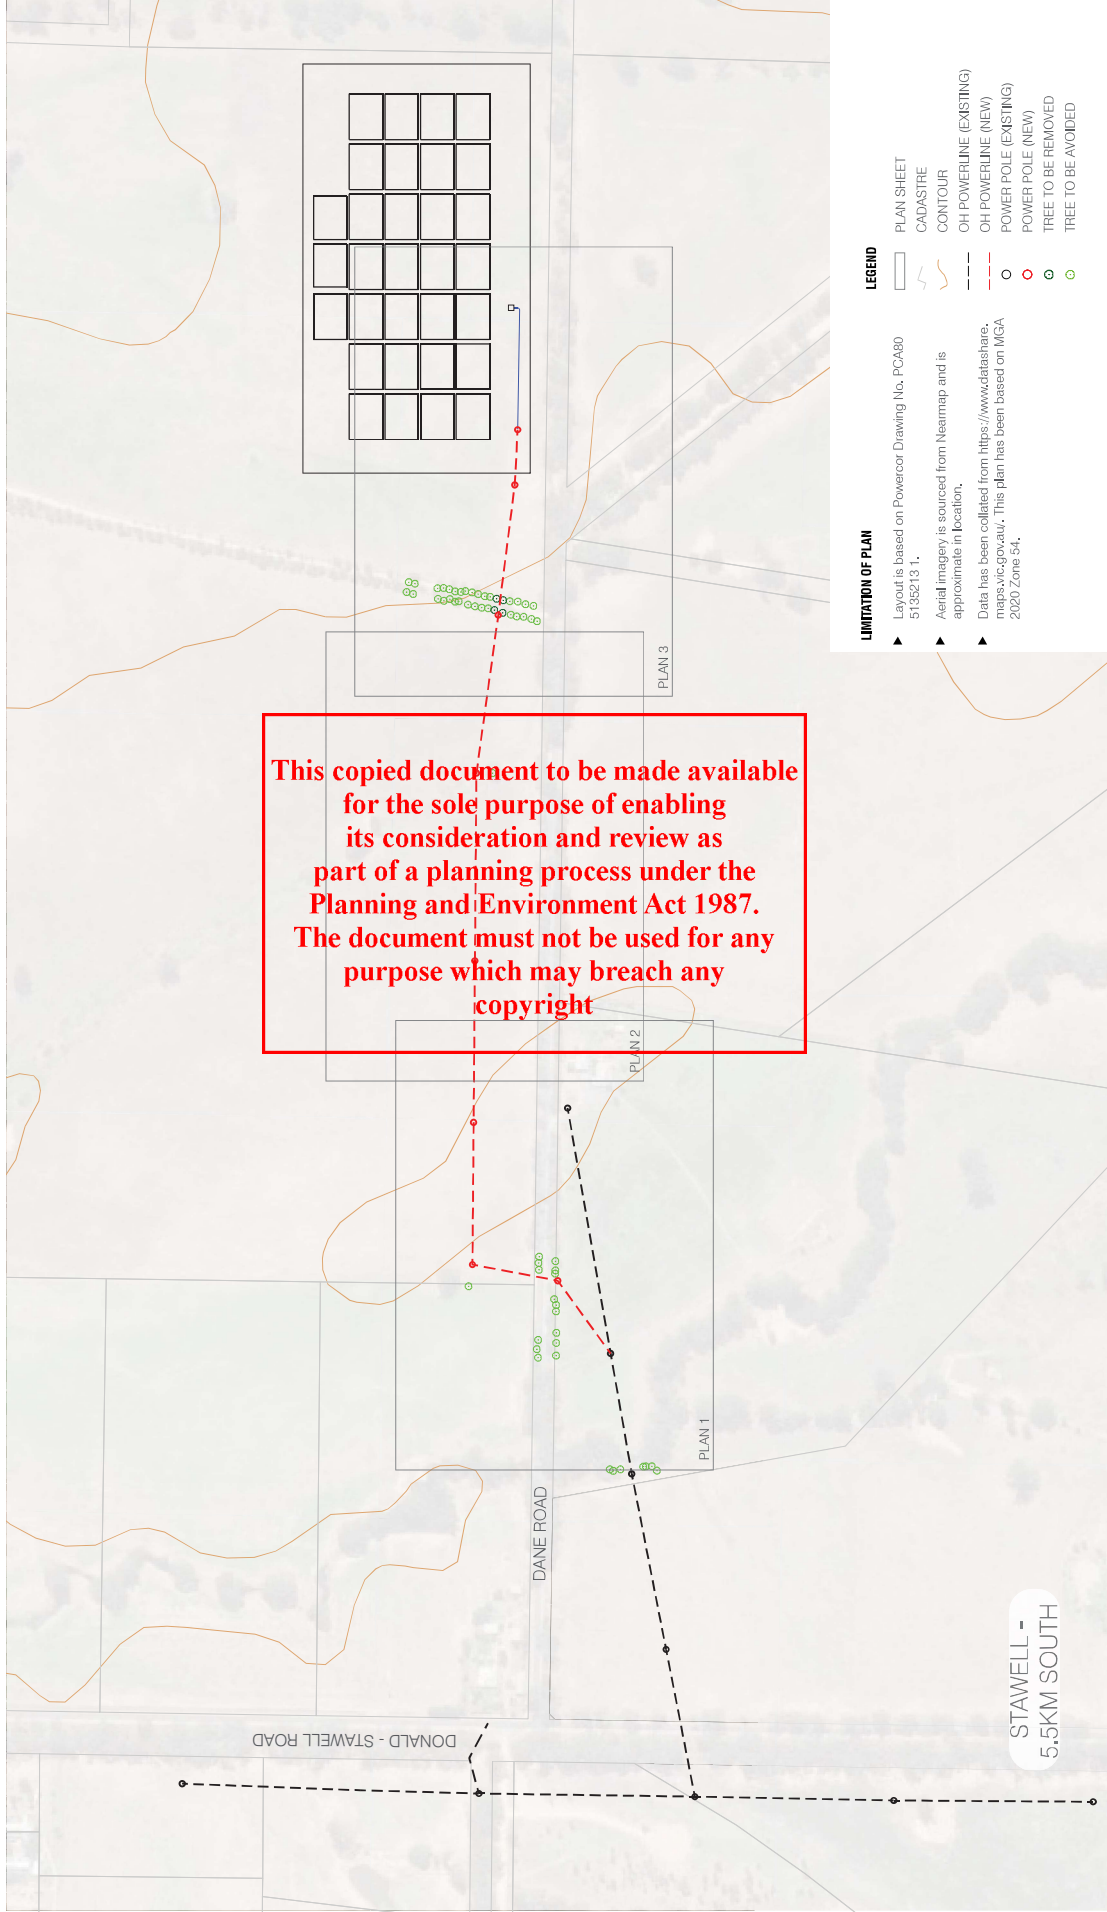 This copied document to be made available
for the sole purpose of enabling
its consideration and review as
part of a planning process under the
Planning and Environment Act 1987.
The document must not be used for any
purpose which may breach any
copyright
PLAN 1
PLAN 2
PLAN 3
DANE ROAD
DONALD - STAWELL ROAD
STAWELL -
5.5KM SOUTH
LIMITATION OF PLAN
▶ Layout is based on Powercor Drawing No. PCA80
5135213 1.
▶ Aerial imagery is sourced from Nearmap and is
approximate in location.
▶ Data has been collated from https://www.datashare.
maps.vic.gov.au/. This plan has been based on MGA
2020 Zone 54.
LEGEND
PLAN SHEET
CADASTRE
CONTOUR
OH POWERLINE (EXISTING)
OH POWERLINE (NEW)
POWER POLE (EXISTING)
POWER POLE (NEW)
TREE TO BE REMOVED
TREE TO BE AVOIDED